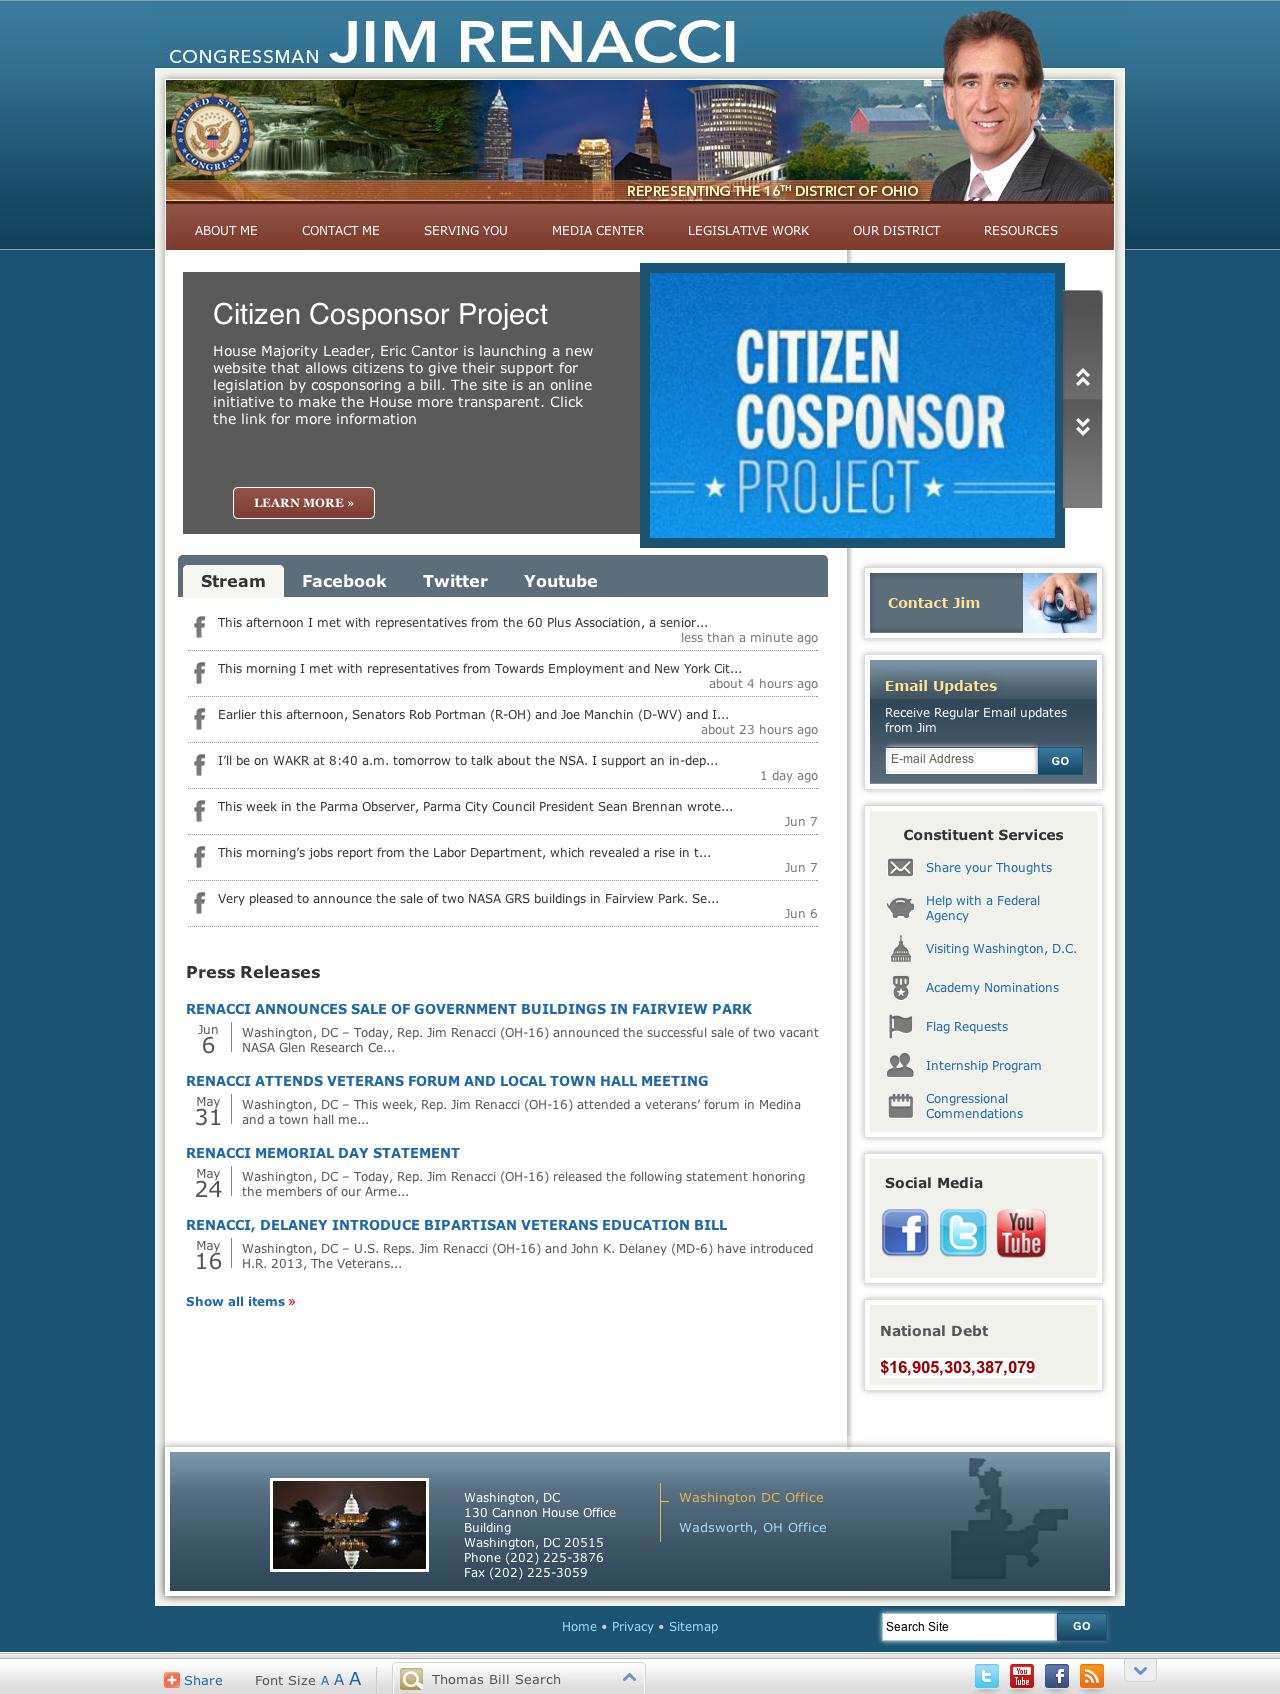 CONGRESSMAN JIM RENACCI
UNITED STATES
CONGRESS
REPRESENTING THE 16TH DISTRICT OF OHIO
ABOUT ME CONTACT ME SERVING YOU MEDIA CENTER LEGISLATIVE WORK OUR DISTRICT RESOURCES
Citizen Cosponsor Project
House Majority Leader, Eric Cantor is launching a new
website that allows citizens to give their support for
legislation by cosponsoring a bill. The site is an online
initiative to make the House more transparent. Click
the link for more information
LEARN MORE »
CITIZEN
COSPONSOR
PROJECT
Stream Facebook Twitter Youtube
This afternoon I met with representatives from the 60 Plus Association, a senior...
less than a minute ago
This morning I met with representatives from Towards Employment and New York Cit...
about 4 hours ago
Earlier this afternoon, Senators Rob Portman (R-OH) and Joe Manchin (D-WV) and I...
about 23 hours ago
I’ll be on WAKR at 8:40 a.m. tomorrow to talk about the NSA. I support an in-dep...
1 day ago
This week in the Parma Observer, Parma City Council President Sean Brennan wrote...
Jun 7
This morning’s jobs report from the Labor Department, which revealed a rise in t...
Jun 7
Very pleased to announce the sale of two NASA GRS buildings in Fairview Park. Se...
Jun 6
Press Releases
RENACCI ANNOUNCES SALE OF GOVERNMENT BUILDINGS IN FAIRVIEW PARK
Jun
6
Washington, DC – Today, Rep. Jim Renacci (OH-16) announced the successful sale of two vacant
NASA Glen Research Ce...
RENACCI ATTENDS VETERANS FORUM AND LOCAL TOWN HALL MEETING
May
31
Washington, DC – This week, Rep. Jim Renacci (OH-16) attended a veterans’ forum in Medina
and a town hall me...
RENACCI MEMORIAL DAY STATEMENT
May
24
Washington, DC – Today, Rep. Jim Renacci (OH-16) released the following statement honoring
the members of our Arme...
RENACCI, DELANEY INTRODUCE BIPARTISAN VETERANS EDUCATION BILL
May
16
Washington, DC – U.S. Reps. Jim Renacci (OH-16) and John K. Delaney (MD-6) have introduced
H.R. 2013, The Veterans...
Show all items »
Contact Jim
Email Updates
Receive Regular Email updates
from Jim
E-mail Address GO
Constituent Services
Share your Thoughts
Help with a Federal
Agency
Visiting Washington, D.C.
Academy Nominations
Flag Requests
Internship Program
Congressional
Commendations
Social Media
You
Tube
National Debt
$16,905,303,387,079
Washington, DC
130 Cannon House Office
Building
Washington, DC 20515
Phone (202) 225-3876
Fax (202) 225-3059
Washington DC Office
Wadsworth, OH Office
Home • Privacy • Sitemap
Search Site GO
Share Font Size A A A Thomas Bill Search
You
Tube